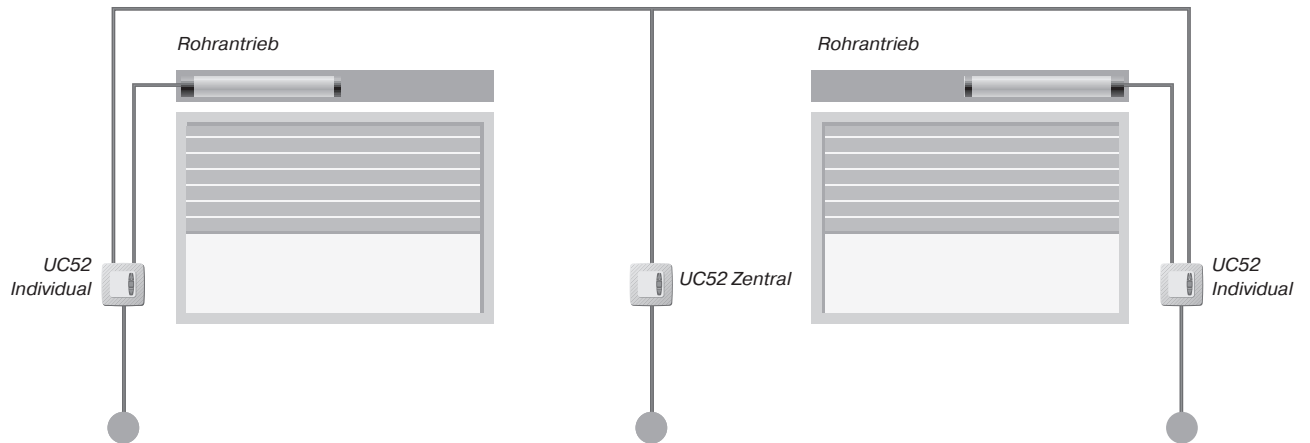 Rohrantrieb
Rohrantrieb
UC52
Individual
UC52 Zentral
UC52
Individual